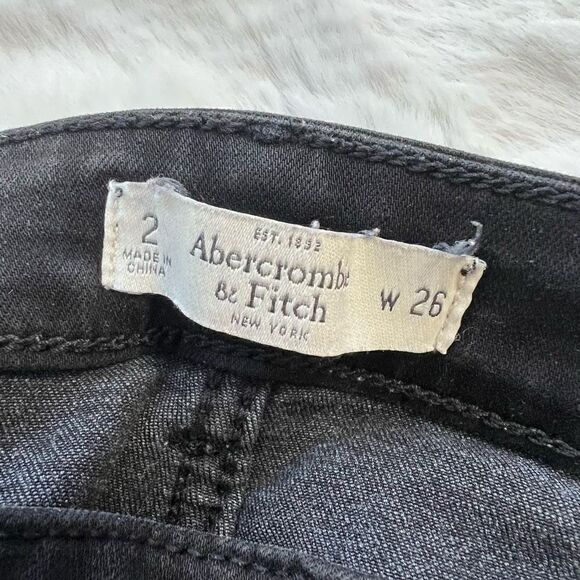 2
MADE IN
CHINA
EST. 1892
Abercrombie
& Fitch
NEW YORK
W 26